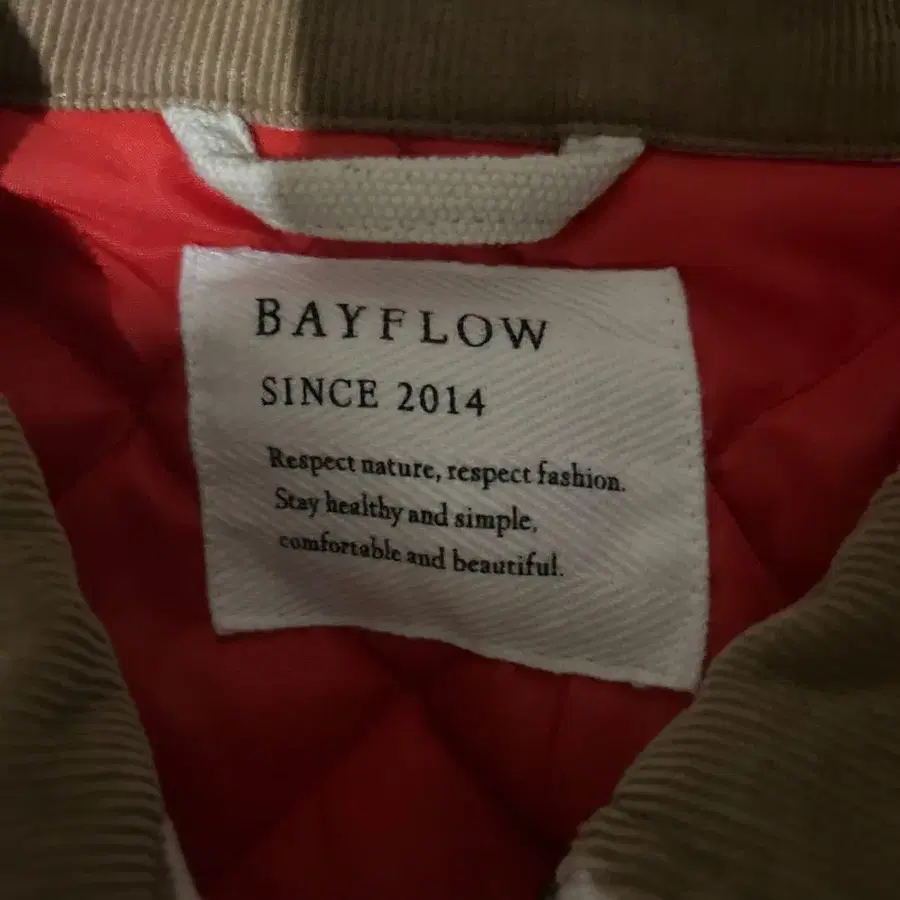 BAYFLOW
SINCE 2014
Respect nature, respect fashion.
Stay healthy and simple,
comfortable and beautiful.